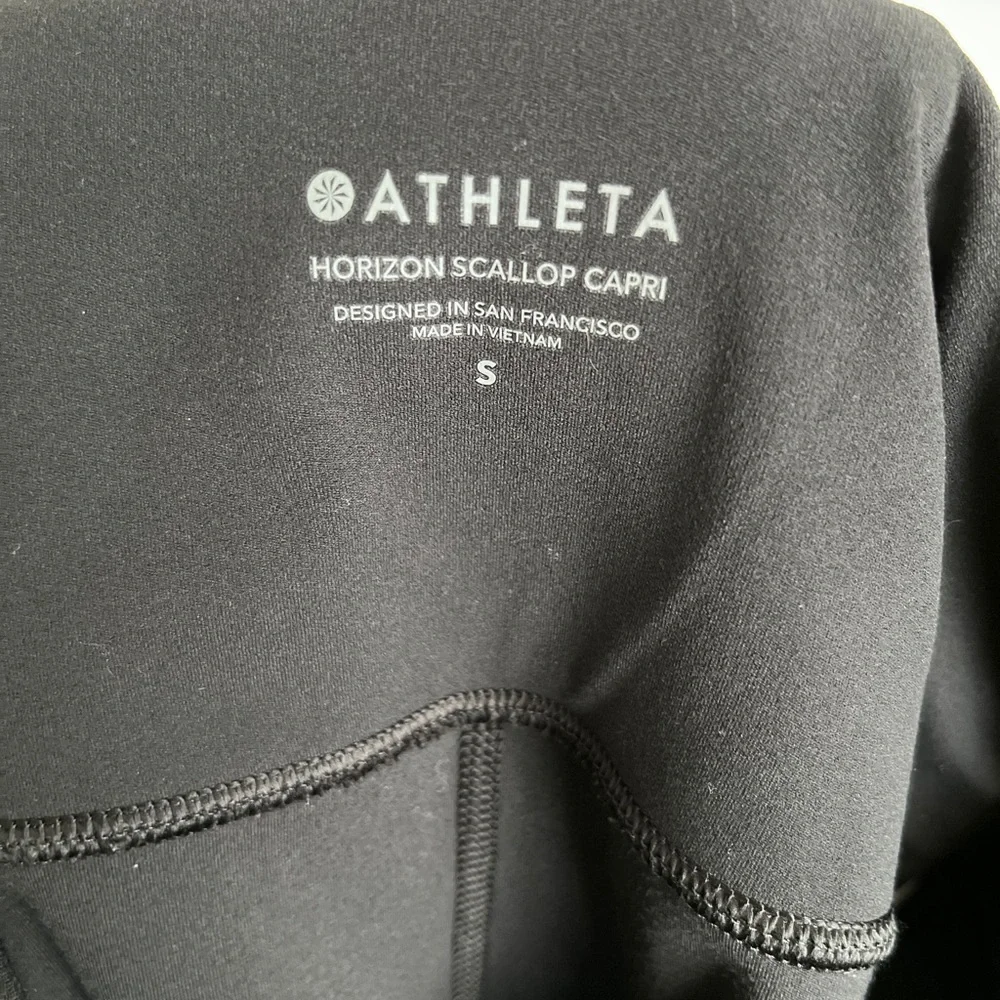 ATHLETA
HORIZON SCALLOP CAPRI
DESIGNED IN SAN FRANCISCO
MADE IN VIETNAM
S